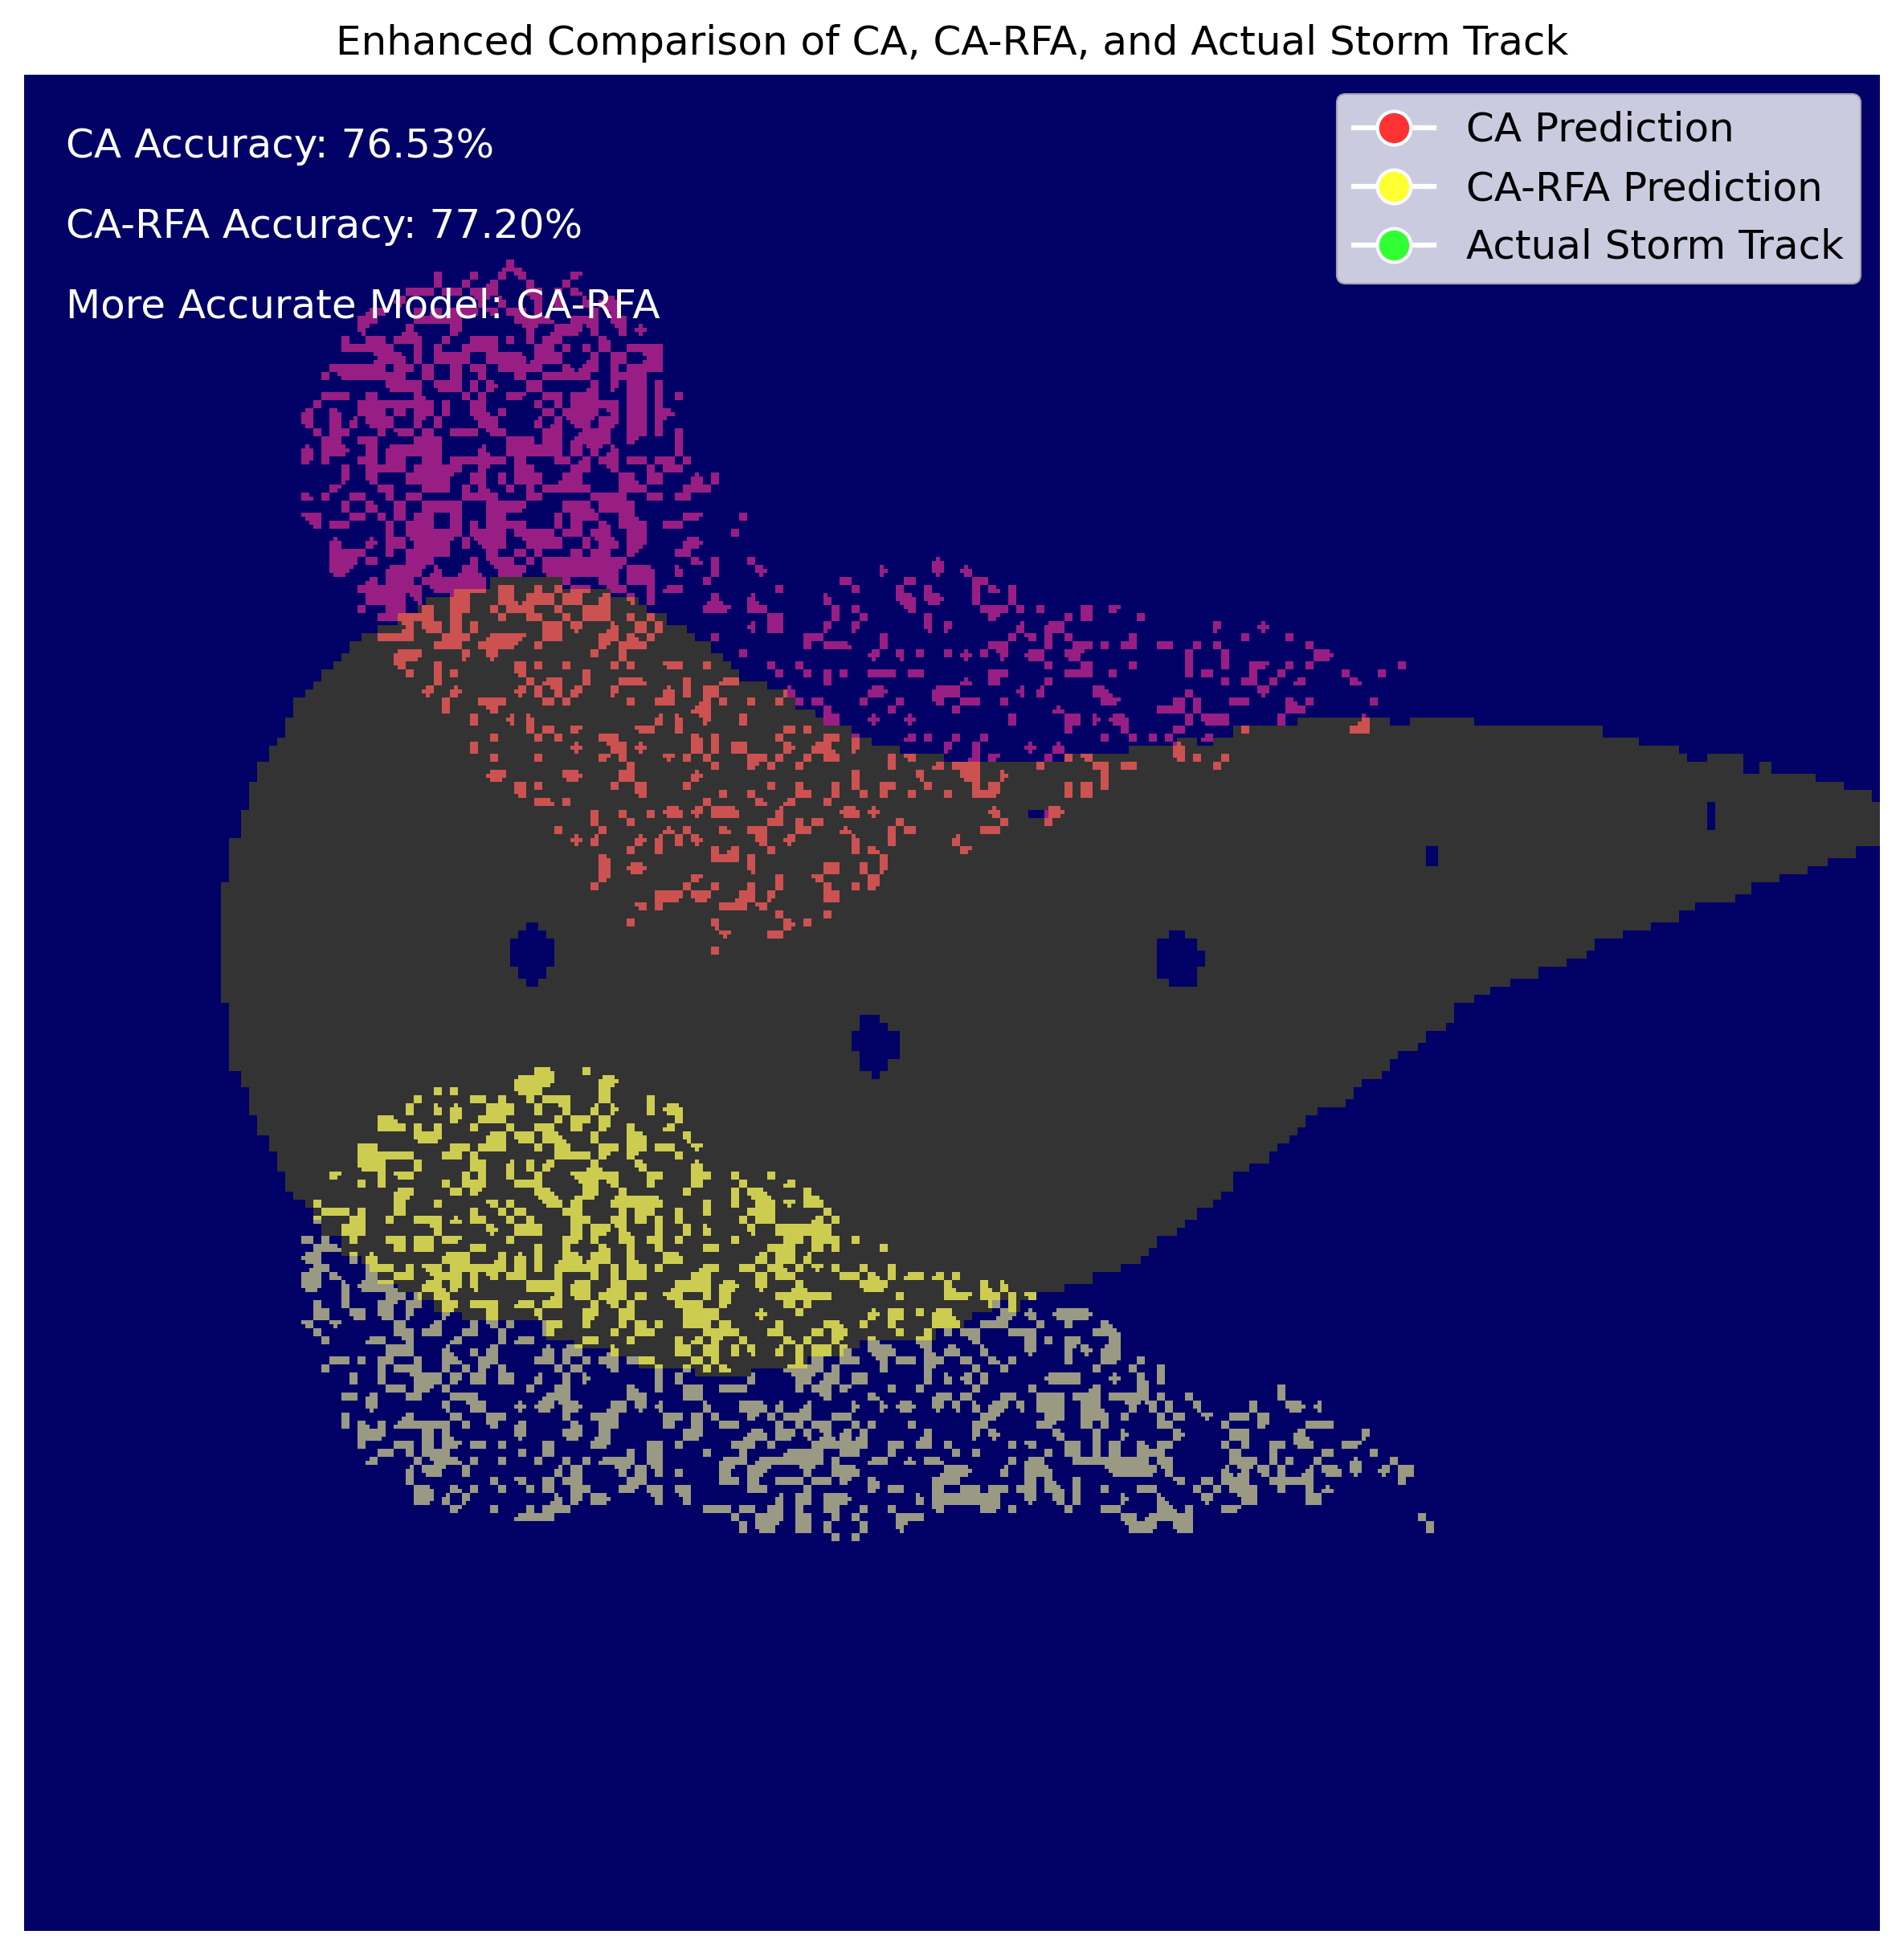 Enhanced Comparison of CA, CA-RFA, and Actual Storm Track
CA Accuracy: 76.53%
CA-RFA Accuracy: 77.20%
More Accurate Model: CA-RFA
CA Prediction
CA-RFA Prediction
Actual Storm Track